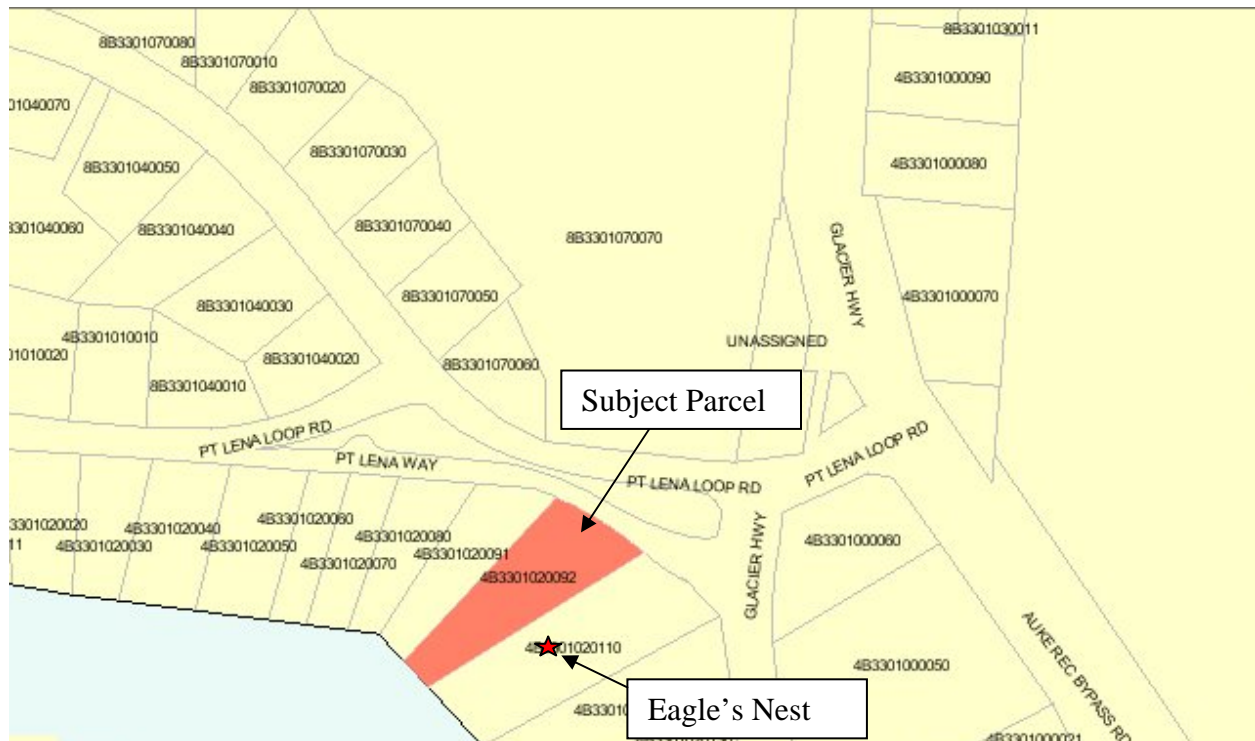 8B3301070080
8B3301030011
8B3301070010
4B3301000090
8B3301070020
01040070
8B3301070030
8B3301040050
4B3301000080
8B3301070040
3301040060
8B3301040040
8B3301070070
GLACIER HWY
8B3301070050
4B3301000070
8B3301040030
4B3301010010
UNASSIGNED
01010020
8B3301040020
8B3301070060
8B3301040010
Subject Parcel
PT LENA LOOP RD
PT LENA WAY
PT LENA LOOP RD
PT LENA LOOP RD
3301020020
4B3301020060
4B3301020040
4B3301020080
11
4B3301020030
4B3301020050
4B3301020091
4B3301020070
4B3301020092
GLACIER HWY
4B3301000060
4B3301020110
4B3301000050
AUKE REC BYPASS RD
Eagle's Nest
4B3301000021